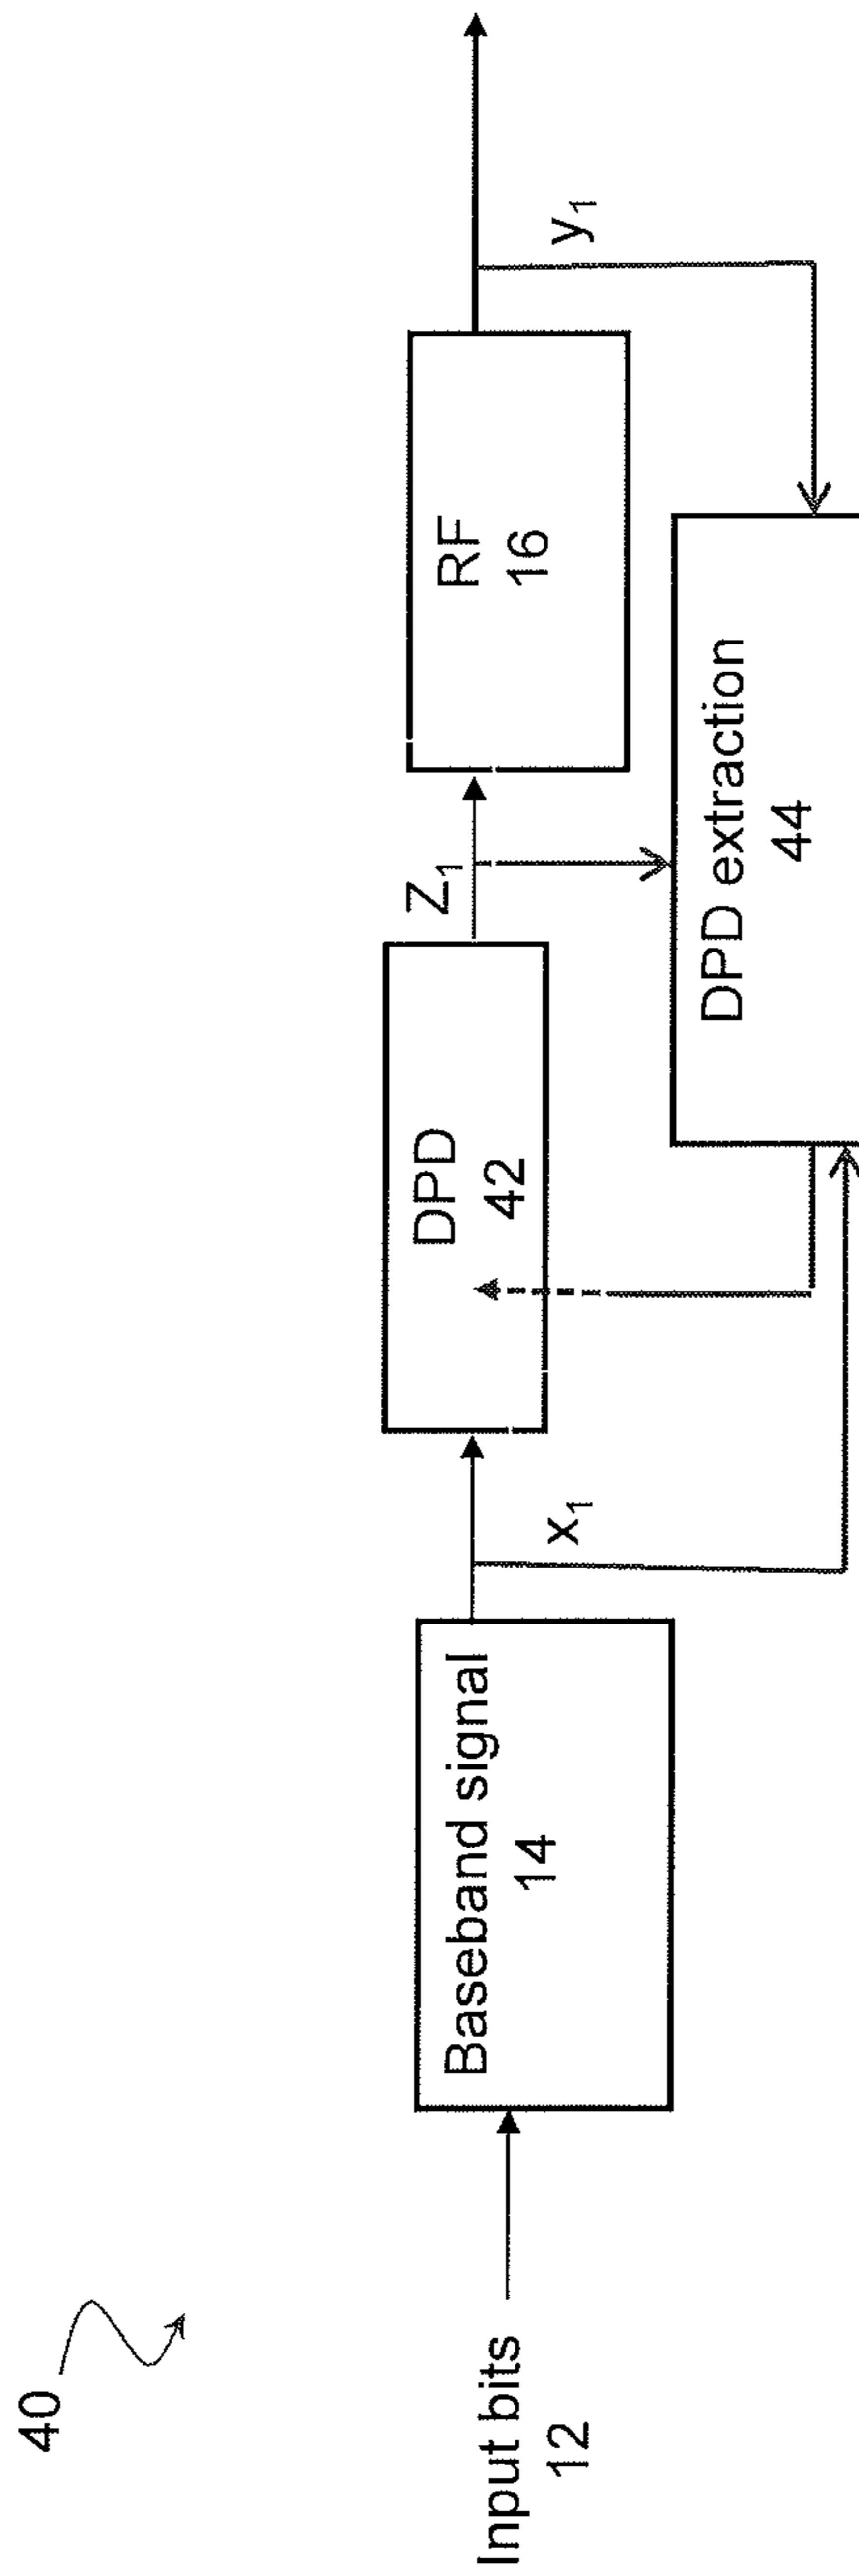 40
Input bits
12
Baseband signal
14
x₁
DPD
42
Z₁
RF
16
y₁
DPD extraction
44